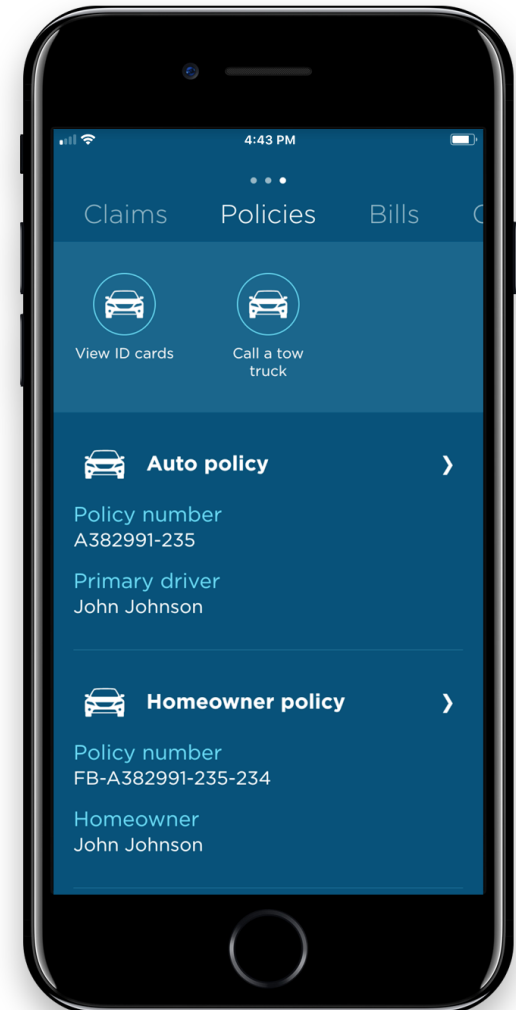 4:43 PM
Claims Policies Bills
View ID cards Call a tow
truck
Auto policy
Policy number
A382991-235
Primary driver
John Johnson
Homeowner policy
Policy number
FB-A382991-235-234
Homeowner
John Johnson